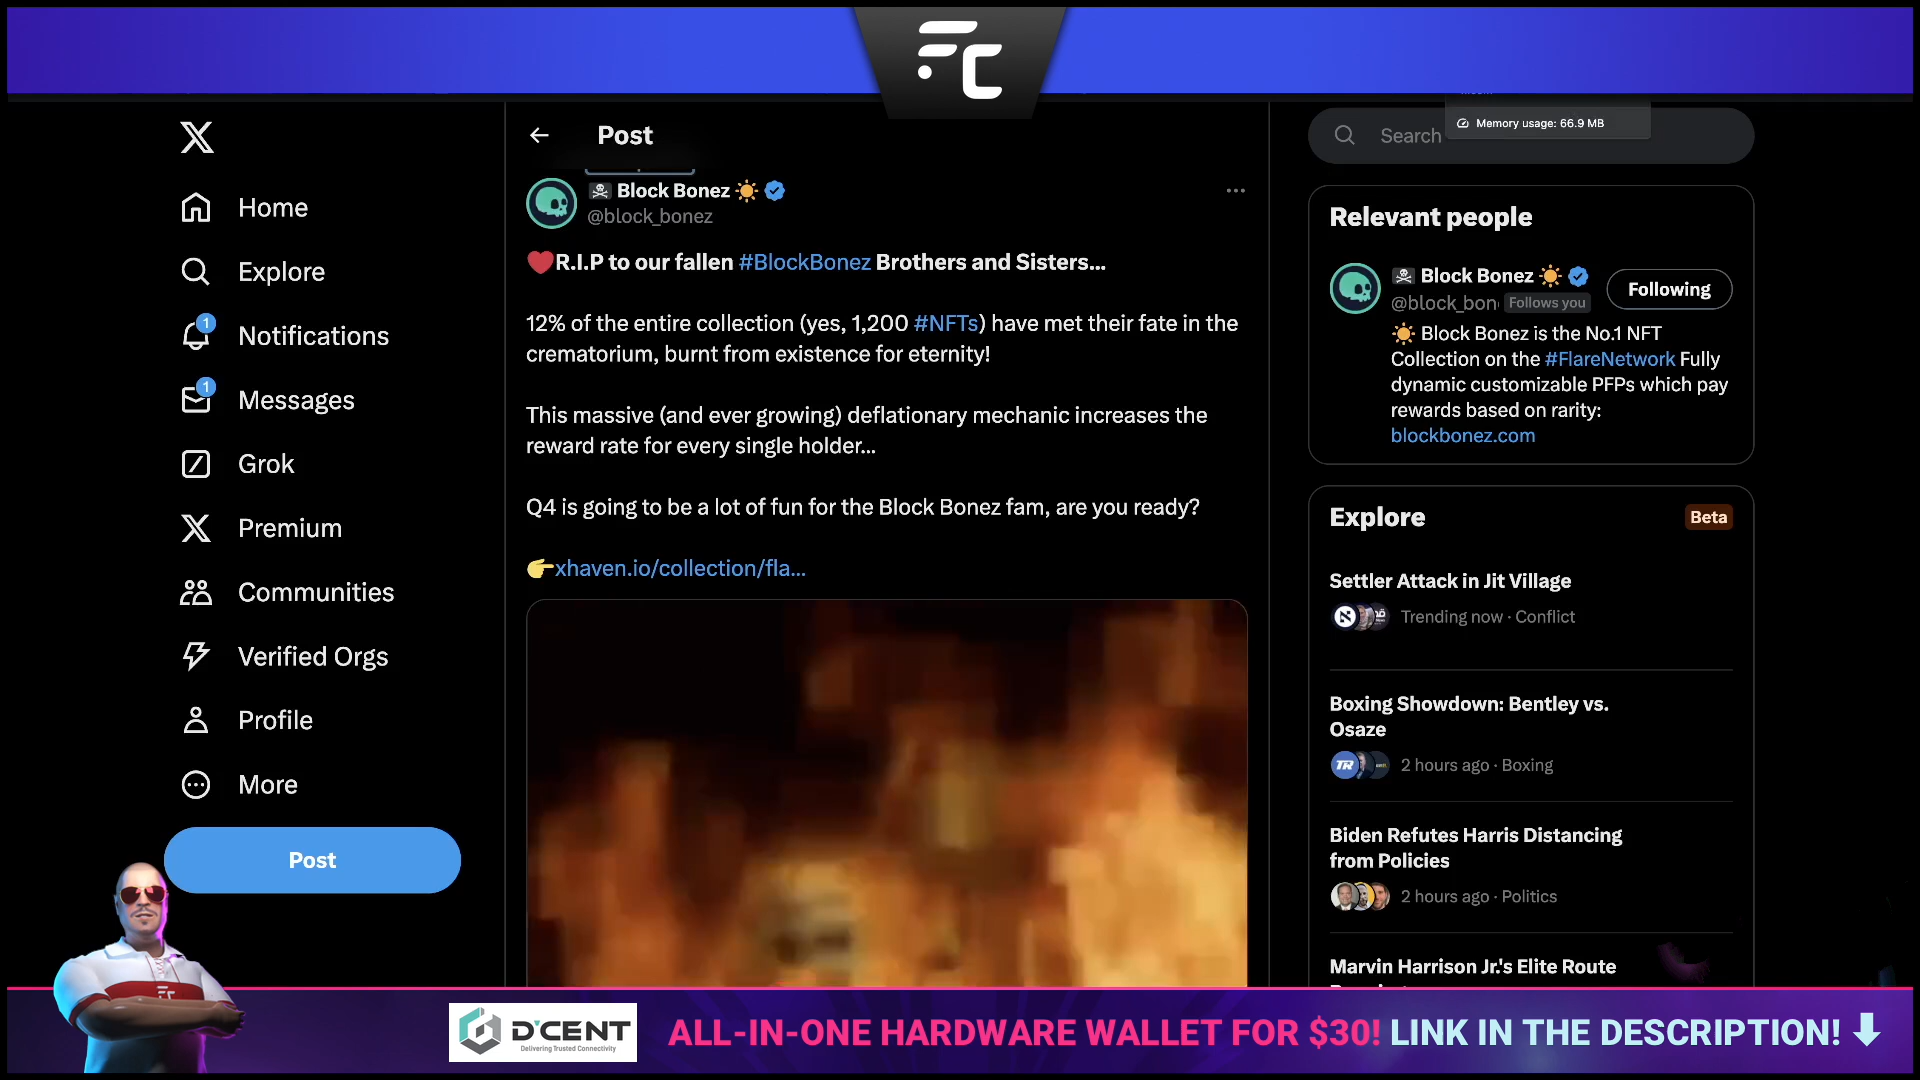 FC
Post
Memory usage: 66.9 MB
Search
Home
Explore
1
Notifications
1
Messages
Grok
Premium
Communities
Verified Orgs
Profile
More
Post
Block Bonez
@block_bonez
R.I.P to our fallen #BlockBonez Brothers and Sisters...
12% of the entire collection (yes, 1,200 #NFTs) have met their fate in the
crematorium, burnt from existence for eternity!
This massive (and ever growing) deflationary mechanic increases the
reward rate for every single holder...
Q4 is going to be a lot of fun for the Block Bonez fam, are you ready?
xhaven.io/collection/fla...
Relevant people
Block Bonez
@block_bon Follows you
Following
Block Bonez is the No.1 NFT
Collection on the #FlareNetwork Fully
dynamic customizable PFPs which pay
rewards based on rarity:
blockbonez.com
Explore
Beta
Settler Attack in Jit Village
Trending now · Conflict
Boxing Showdown: Bentley vs.
Osaze
TR
2 hours ago · Boxing
Biden Refutes Harris Distancing
from Policies
2 hours ago · Politics
Marvin Harrison Jr.'s Elite Route
FC
D'CENT
Delivering Trusted Connectivity
ALL-IN-ONE HARDWARE WALLET FOR $30! LINK IN THE DESCRIPTION!